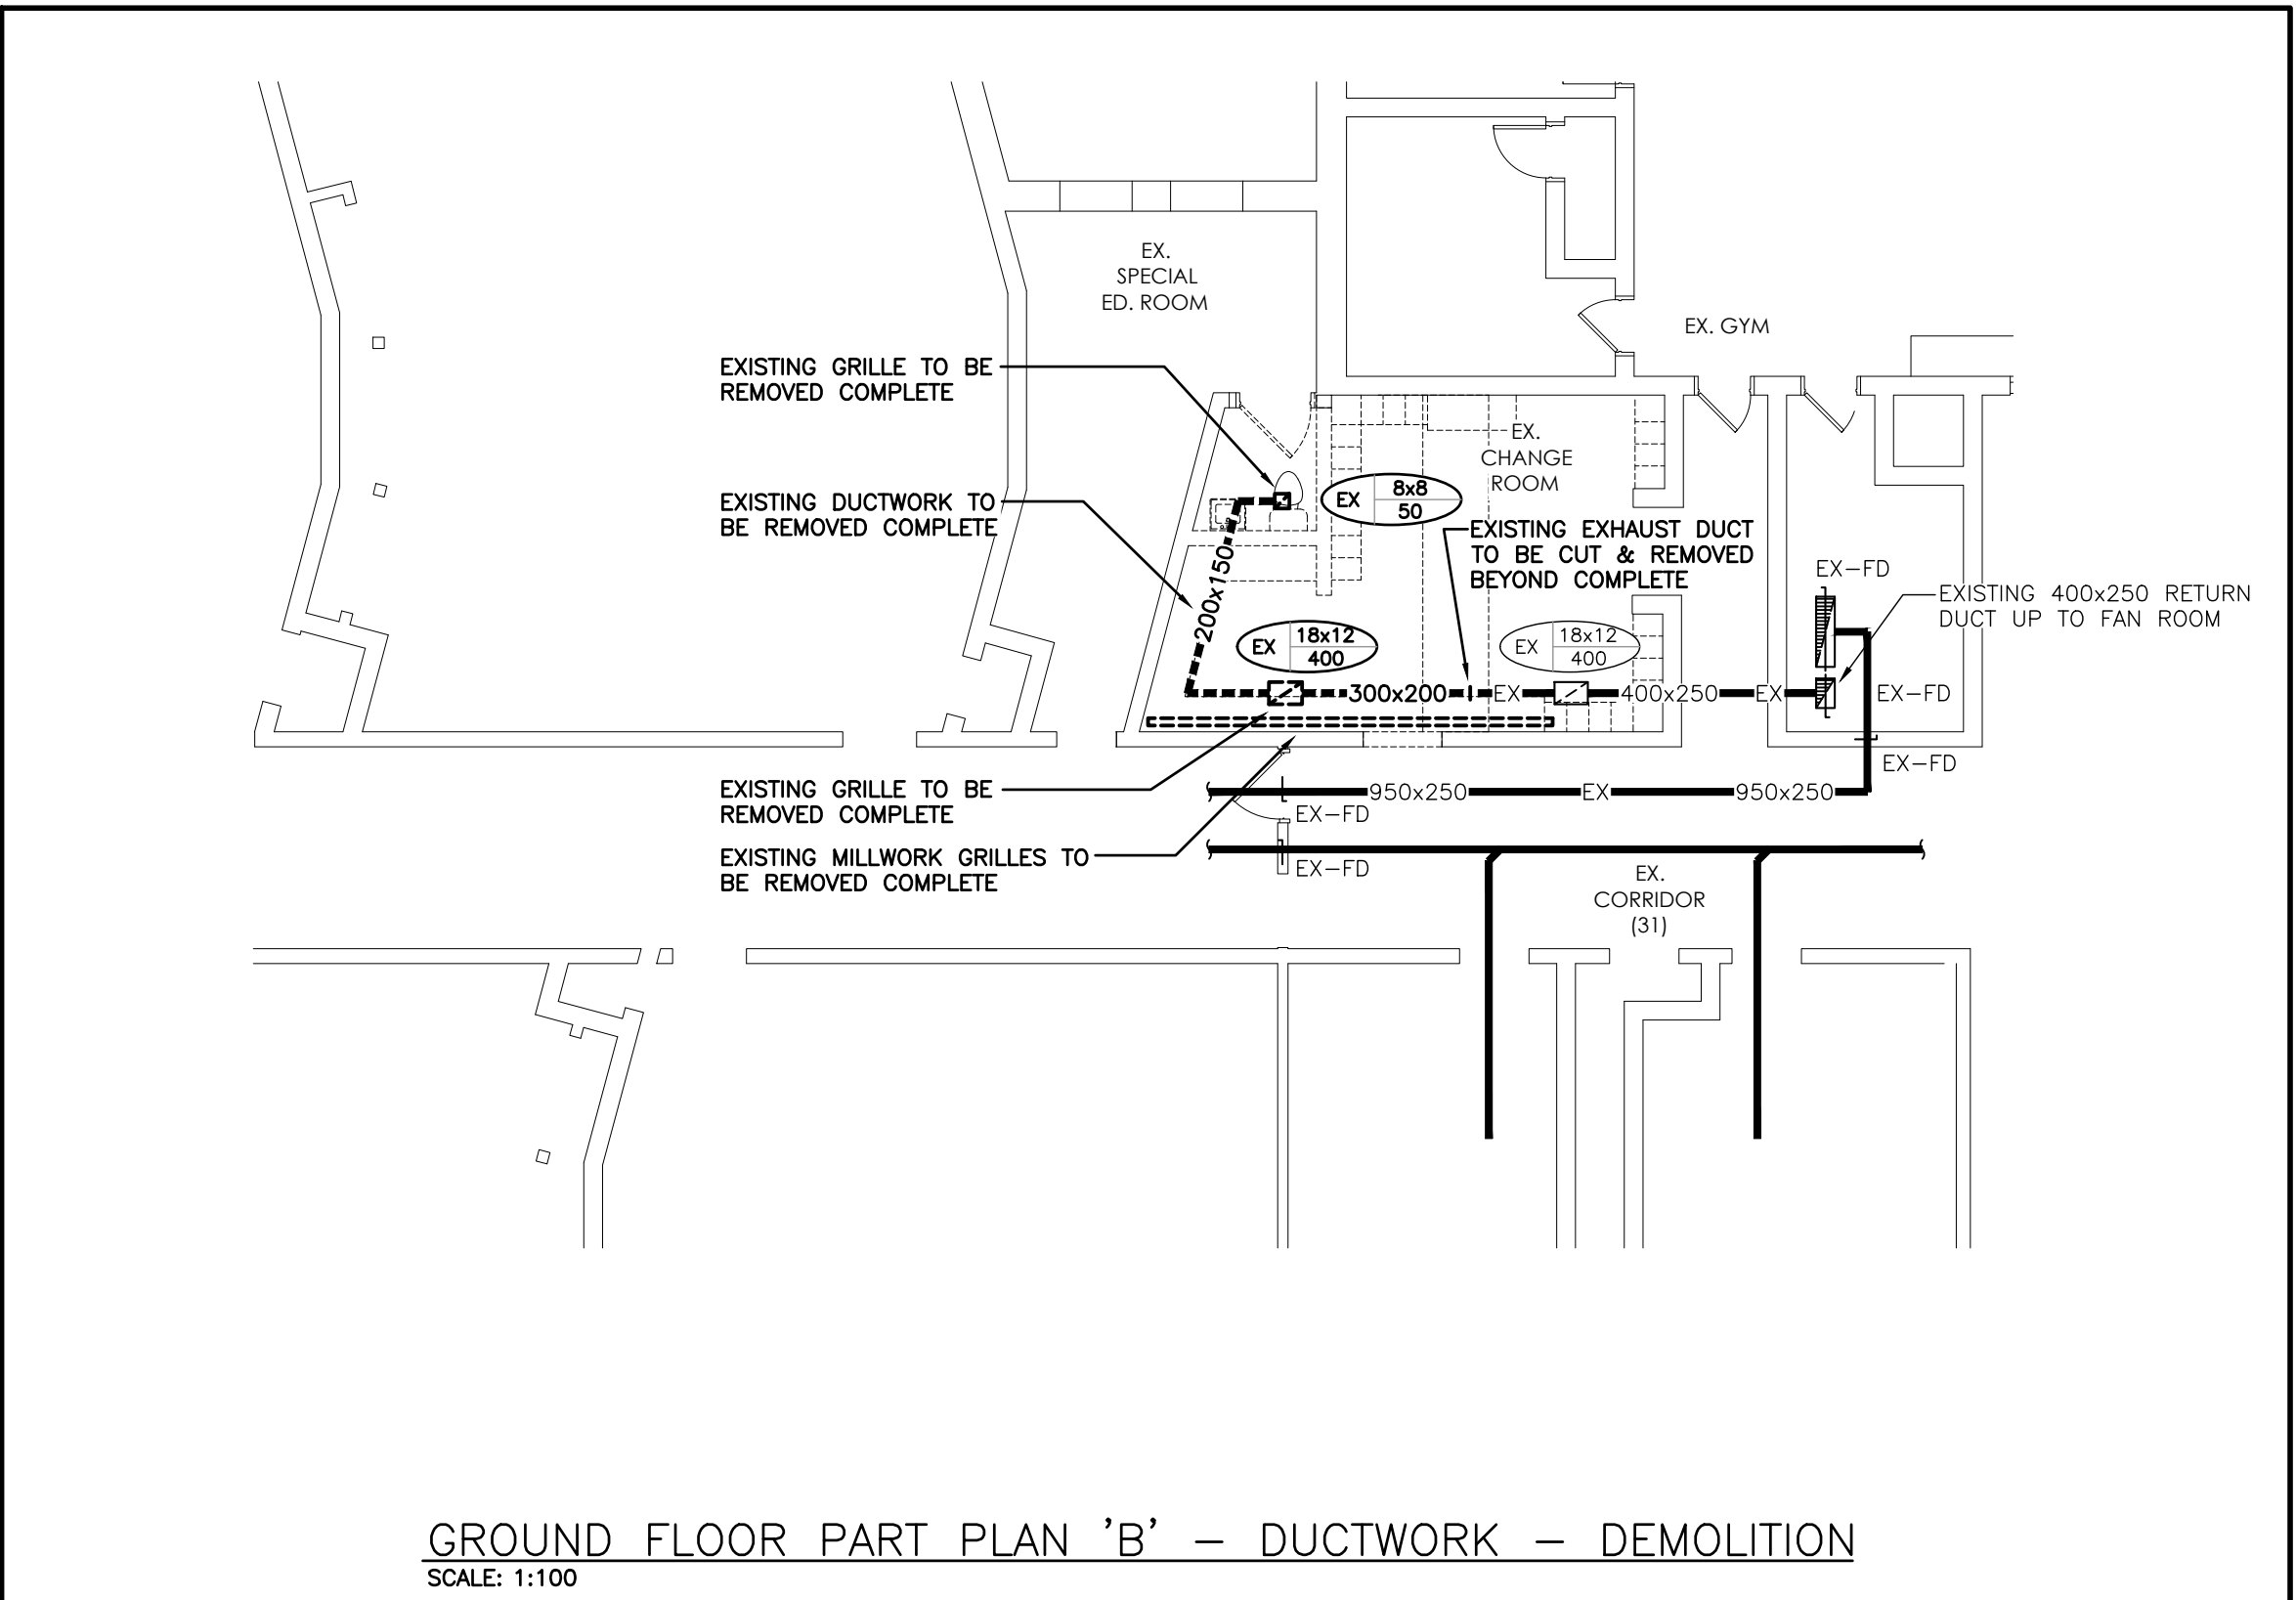 EX.
SPECIAL
ED. ROOM
EX. GYM
EXISTING GRILLE TO BE
REMOVED COMPLETE
EX.
CHANGE
ROOM
EXISTING DUCTWORK TO
BE REMOVED COMPLETE
EX
8x8
50
EXISTING EXHAUST DUCT
TO BE CUT & REMOVED
BEYOND COMPLETE
200x150
EX-FD
EXISTING 400x250 RETURN
DUCT UP TO FAN ROOM
EX
18x12
400
EX
18x12
400
300x200
EX
400x250
EX
EX-FD
EX-FD
EXISTING GRILLE TO BE
REMOVED COMPLETE
950x250
EX
950x250
EX-FD
EXISTING MILLWORK GRILLES TO
BE REMOVED COMPLETE
EX-FD
EX.
CORRIDOR
(31)
GROUND FLOOR PART PLAN 'B' - DUCTWORK - DEMOLITION
SCALE: 1:100